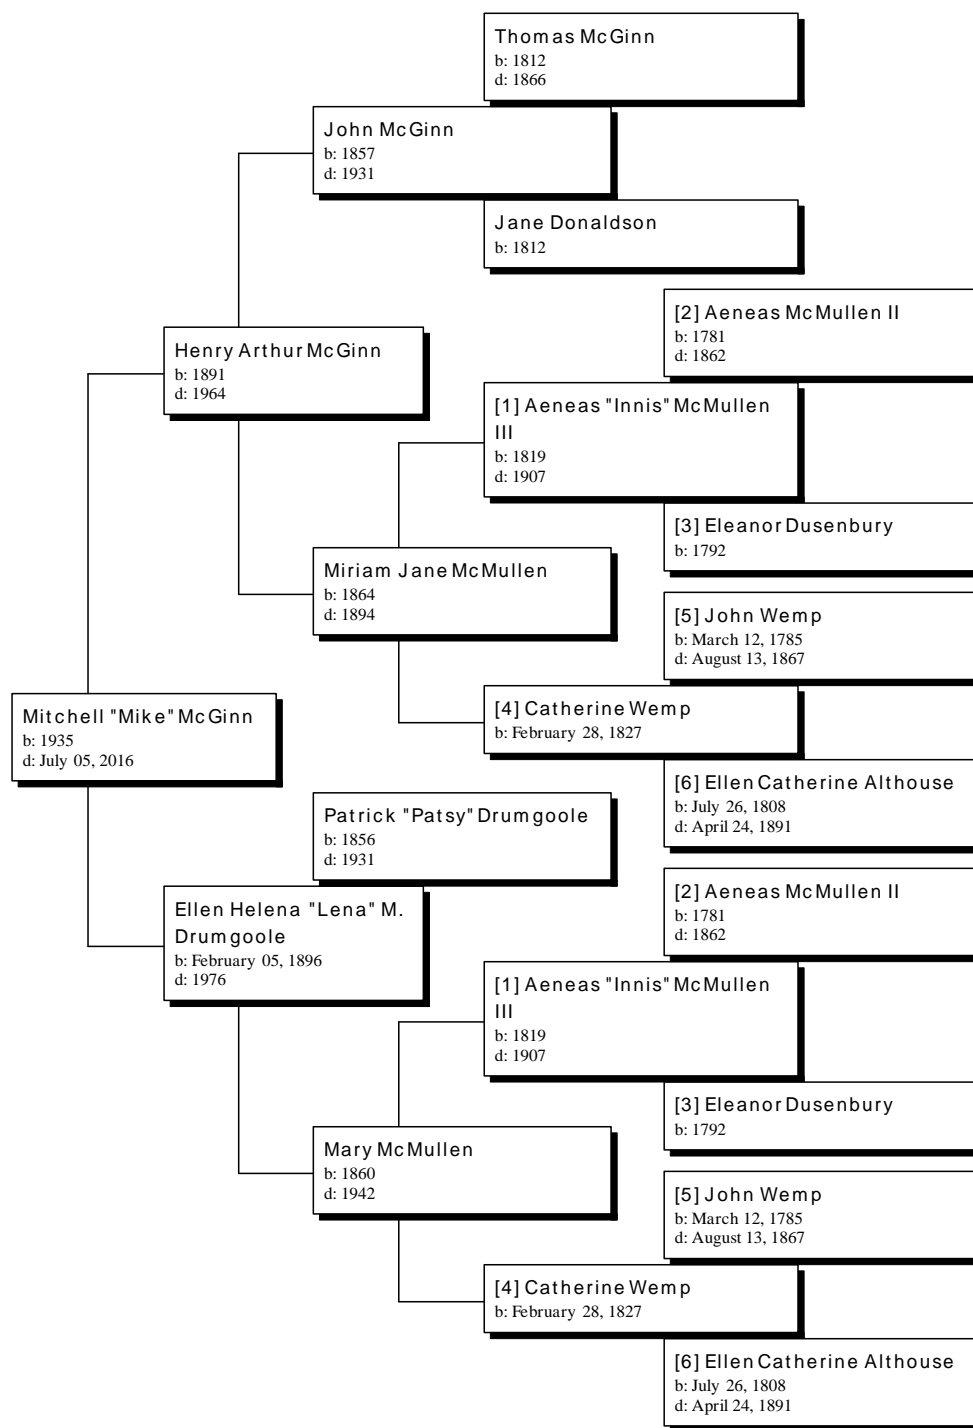 Thomas McGinn
b: 1812
d: 1866
John McGinn
b: 1857
d: 1931
Jane Donaldson
b: 1812
[2] Aeneas McMullen II
b: 1781
d: 1862
Henry Arthur McGinn
b: 1891
d: 1964
[1] Aeneas "Innis" McMullen
III
b: 1819
d: 1907
[3] Eleanor Dusenbury
b: 1792
Miriam Jane McMullen
b: 1864
d: 1894
[5] John Wemp
b: March 12, 1785
d: August 13, 1867
[4] Catherine Wemp
b: February 28, 1827
Mitchell "Mike" McGinn
b: 1935
d: July 05, 2016
[6] Ellen Catherine Althouse
b: July 26, 1808
d: April 24, 1891
Patrick "Patsy" Drumgoole
b: 1856
d: 1931
[2] Aeneas McMullen II
b: 1781
d: 1862
Ellen Helena "Lena" M.
Drumgoole
b: February 05, 1896
d: 1976
[1] Aeneas "Innis" McMullen
III
b: 1819
d: 1907
[3] Eleanor Dusenbury
b: 1792
Mary McMullen
b: 1860
d: 1942
[5] John Wemp
b: March 12, 1785
d: August 13, 1867
[4] Catherine Wemp
b: February 28, 1827
[6] Ellen Catherine Althouse
b: July 26, 1808
d: April 24, 1891